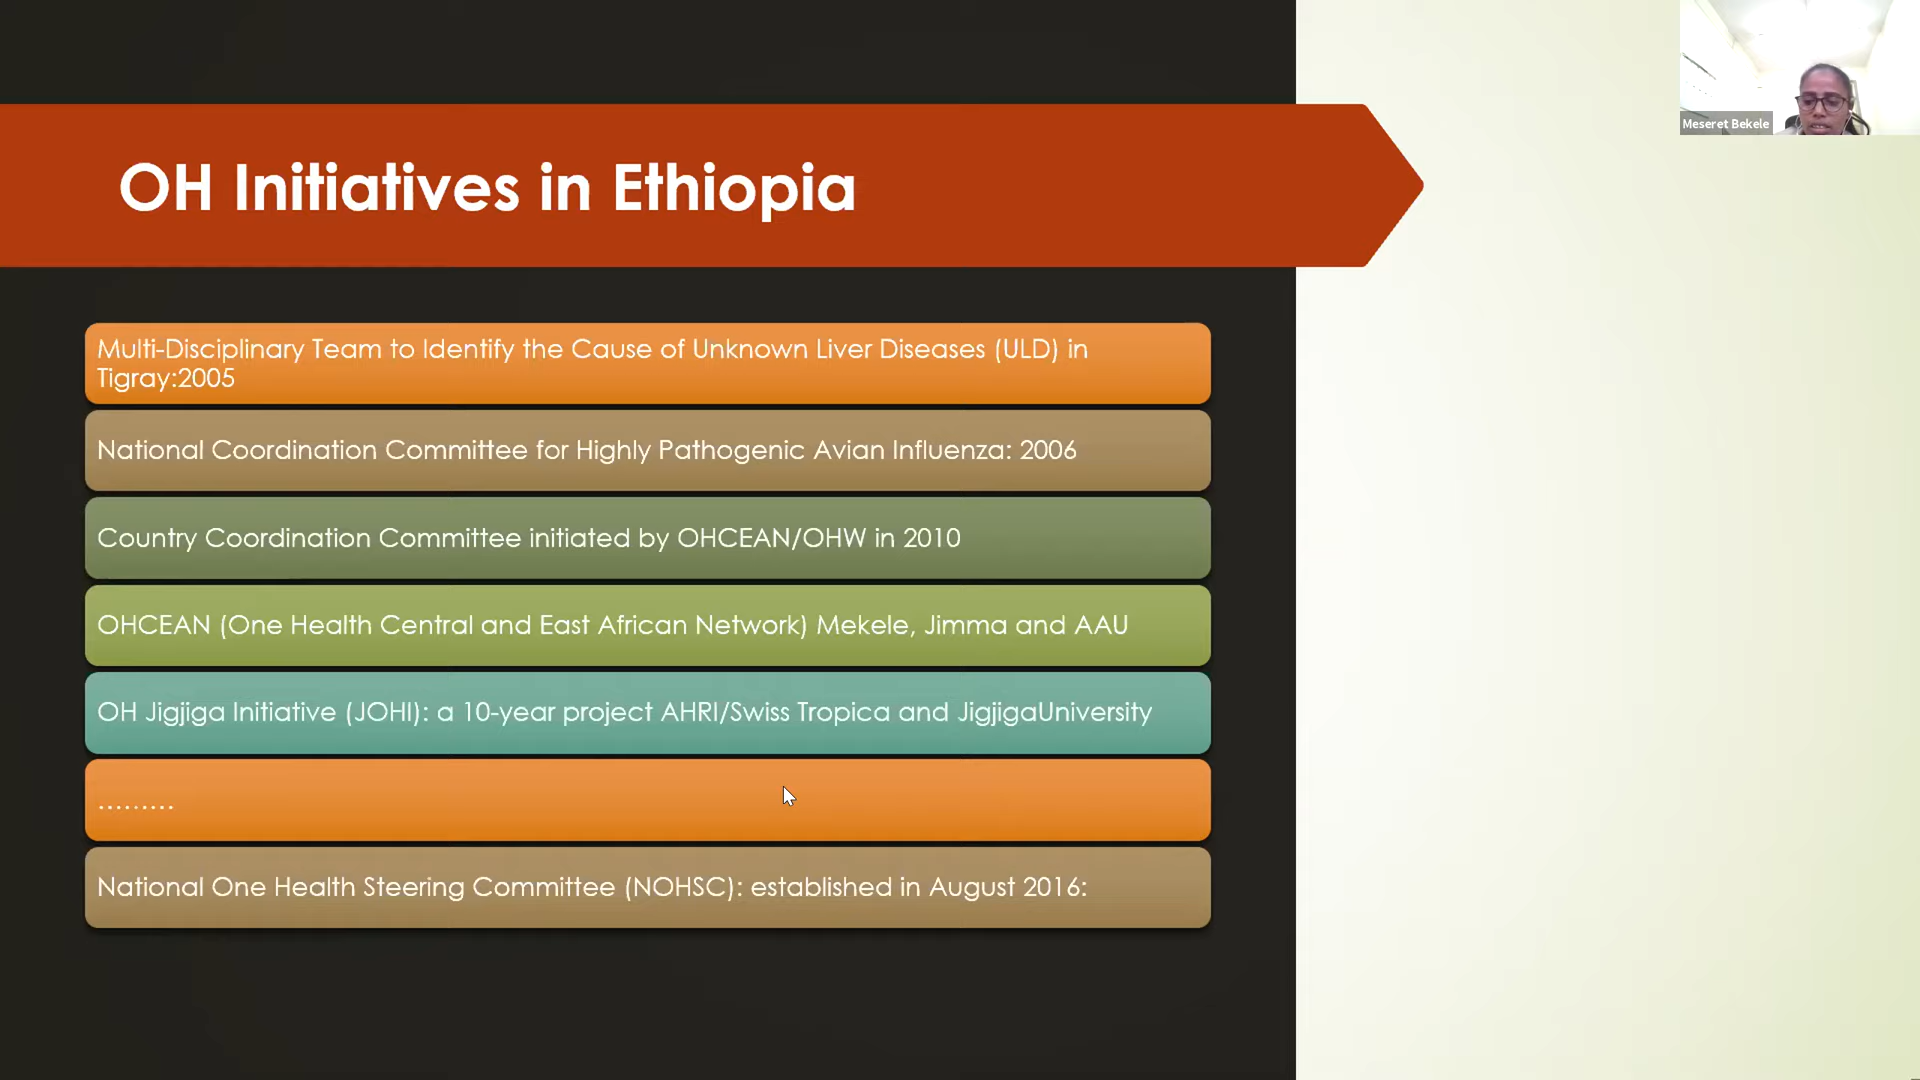 OH Initiatives in Ethiopia
Meseret Bekele
Multi-Disciplinary Team to Identify the Cause of Unknown Liver Diseases (ULD) in
Tigray:2005
National Coordination Committee for Highly Pathogenic Avian Influenza: 2006
Country Coordination Committee initiated by OHCEAN/OHW in 2010
OHCEAN (One Health Central and East African Network) Mekele, Jimma and AAU
OH Jigjiga Initiative (JOHI): a 10-year project AHRI/Swiss Tropica and JigjigaUniversity
.........
National One Health Steering Committee (NOHSC): established in August 2016: